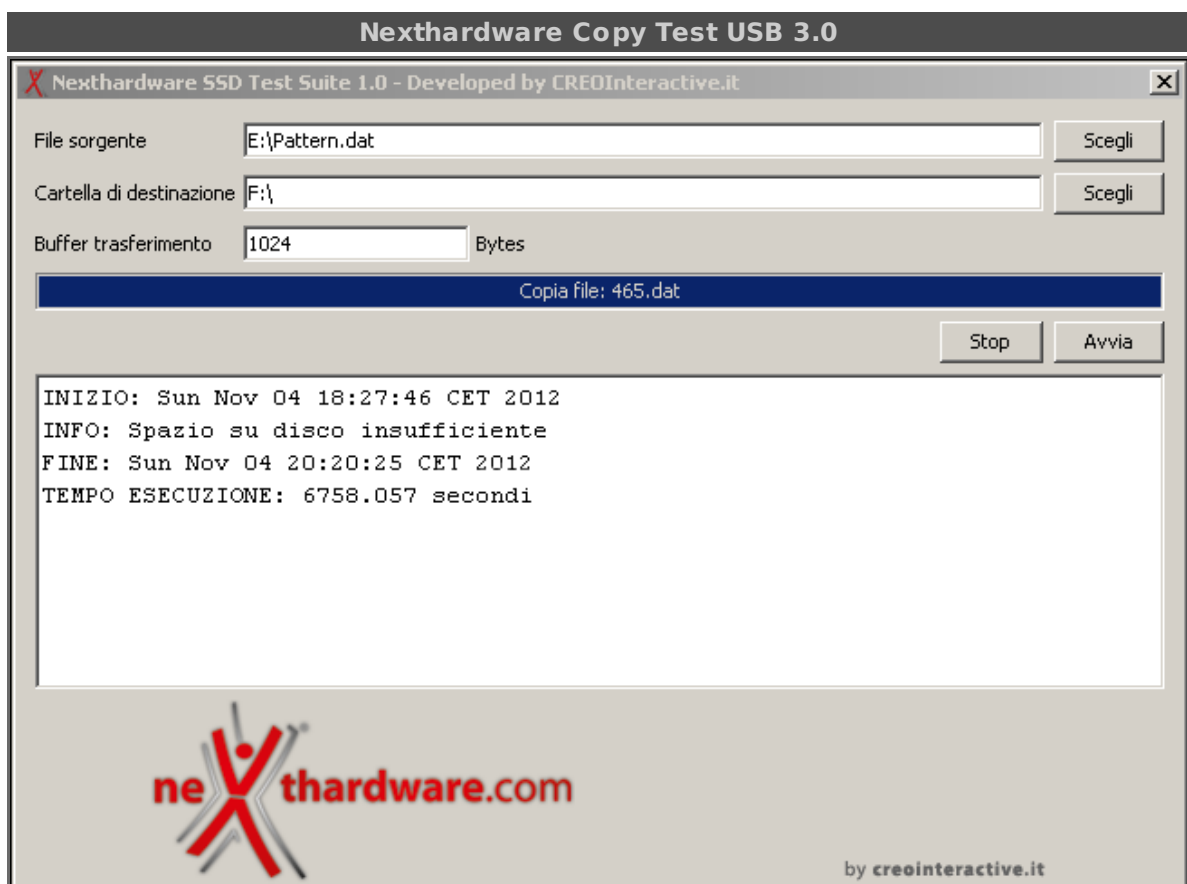 Nexthardware Copy Test USB 3.0
Nexthardware SSD Test Suite 1.0 - Developed by CREOInteractive.it
File sorgente E:\Pattern.dat Scegli
Cartella di destinazione F:\ Scegli
Buffer trasferimento 1024 Bytes
Copia file: 465.dat
Stop Avvia
INIZIO: Sun Nov 04 18:27:46 CET 2012
INFO: Spazio su disco insufficiente
FINE: Sun Nov 04 20:20:25 CET 2012
TEMPO ESECUZIONE: 6758.057 secondi
nexthardware.com
by creointeractive.it